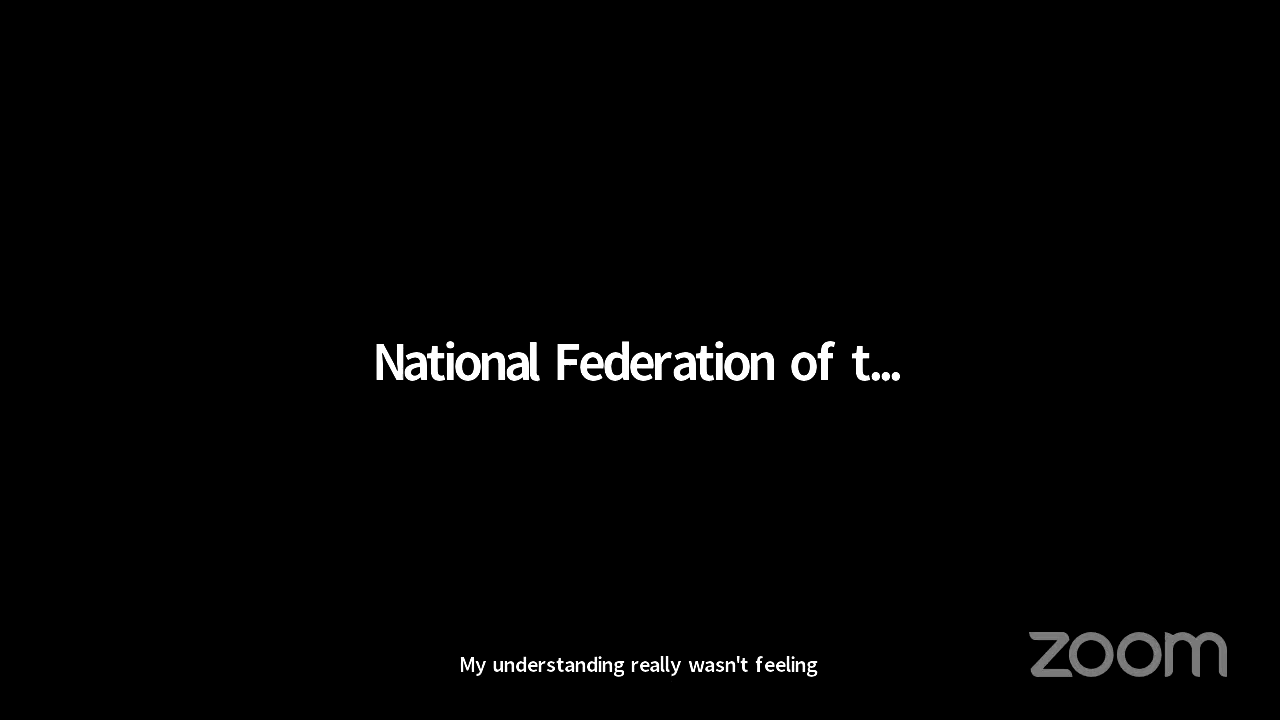 National Federation of t...
My understanding really wasn't feeling
zoom